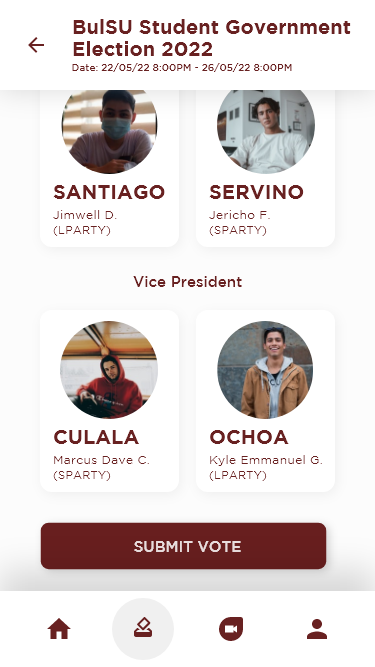 BulSU Student Government
Election 2022
Date: 22/05/22 8:00PM - 26/05/22 8:00PM
SANTIAGO
Jimwell D.
(LPARTY)
SERVINO
Jericho F.
(SPARTY)
Vice President
CULALA
Marcus Dave C.
(SPARTY)
OCHOA
Kyle Emmanuel G.
(LPARTY)
SUBMIT VOTE